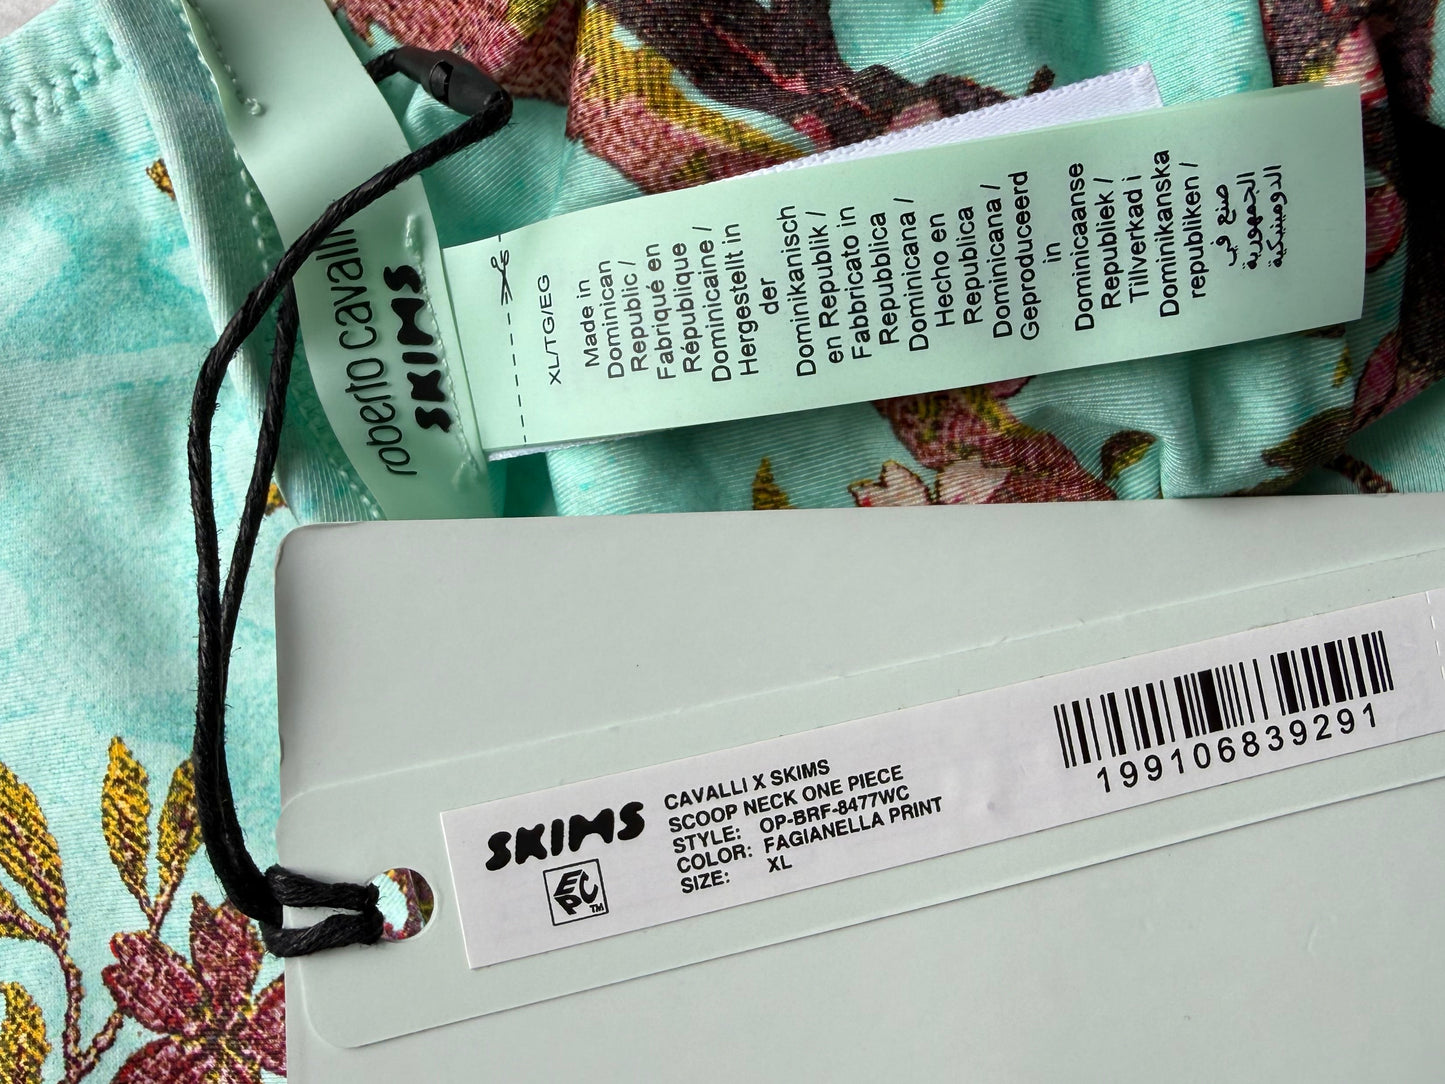 roberto cavalli
SKIMS
XL/TG/EG
Made in
Dominican
Republic /
Fabriqué en
République
Dominicaine /
Hergestellt in
der
Dominikanisch
en Republik /
Fabbricato in
Repubblica
Dominicana /
Hecho en
Republica
Dominicana /
Geproduceerd
in
Dominicaanse
Republiek /
Tillverkad i
Dominikanska
republiken /
صنع في
الجمهورية
الدومينيكية
SKIMS
EPC™
CAVALLI X SKIMS
SCOOP NECK ONE PIECE
STYLE: OP-BRF-8477WC
COLOR: FAGIANELLA PRINT
SIZE: XL
199106839291